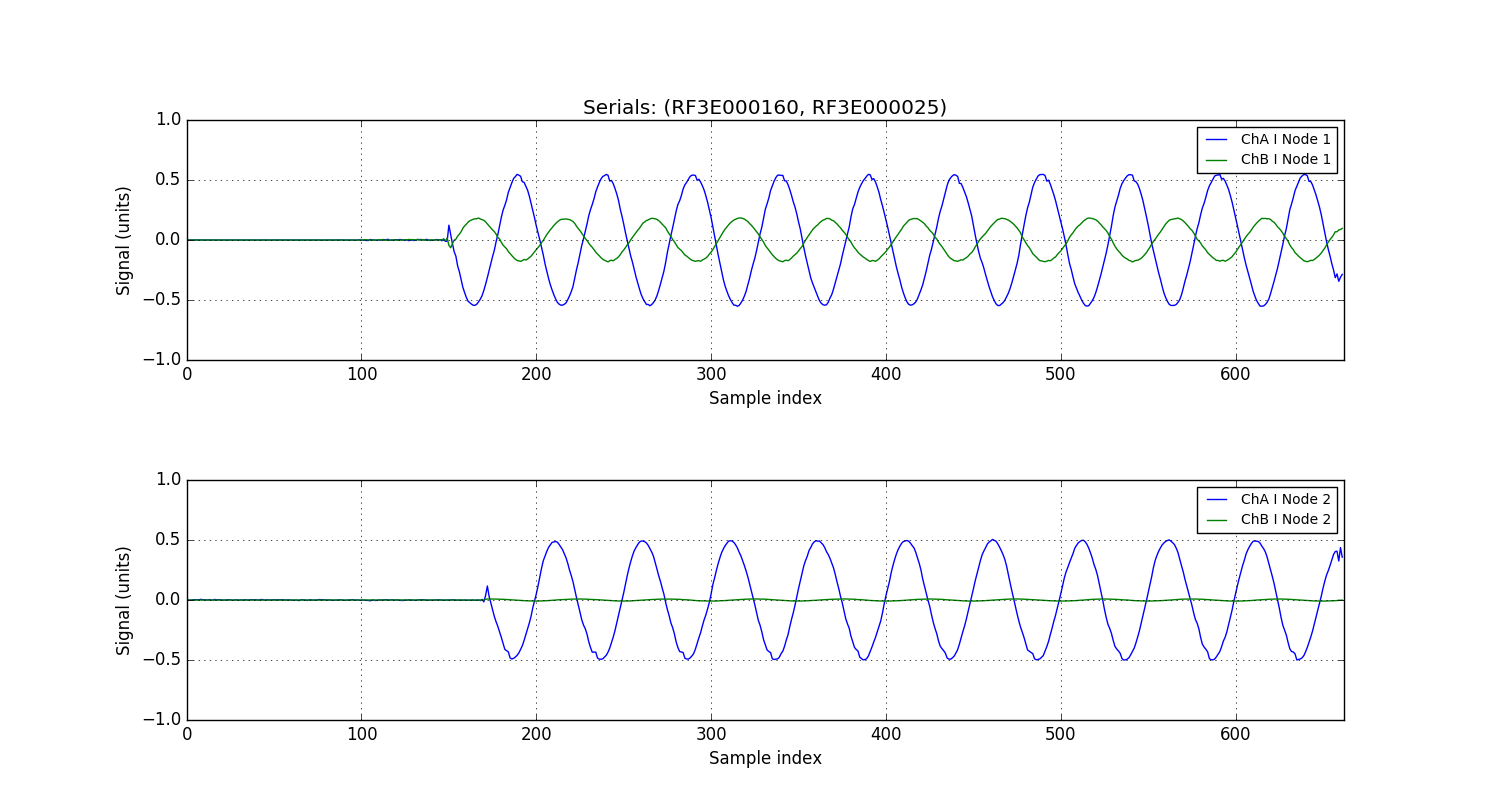 Serials: (RF3E000160, RF3E000025)
1.0
0.5
0.0
−0.5
−1.0
Signal (units)
ChA I Node 1
ChB I Node 1
0 100 200 300 400 500 600
Sample index
1.0
0.5
0.0
−0.5
−1.0
Signal (units)
ChA I Node 2
ChB I Node 2
0 100 200 300 400 500 600
Sample index